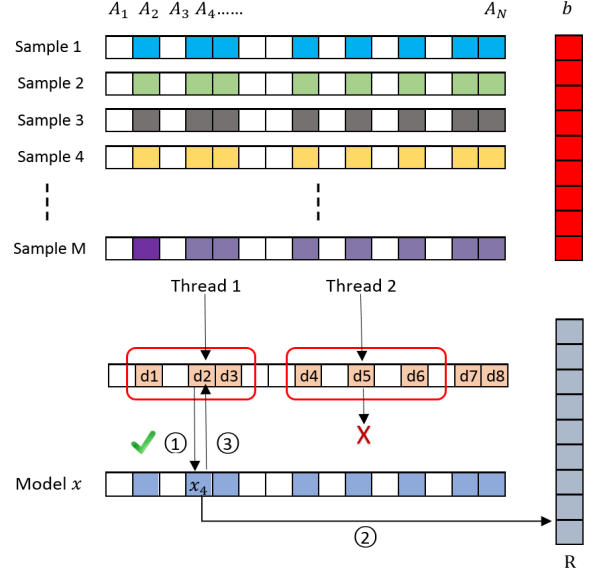 A₁ A₂ A₃ A₄…… A_N b
Sample 1
Sample 2
Sample 3
Sample 4
Sample M
Thread 1 Thread 2
d1 d2 d3 d4 d5 d6 d7 d8
X
① ③
Model x x₄
②
R